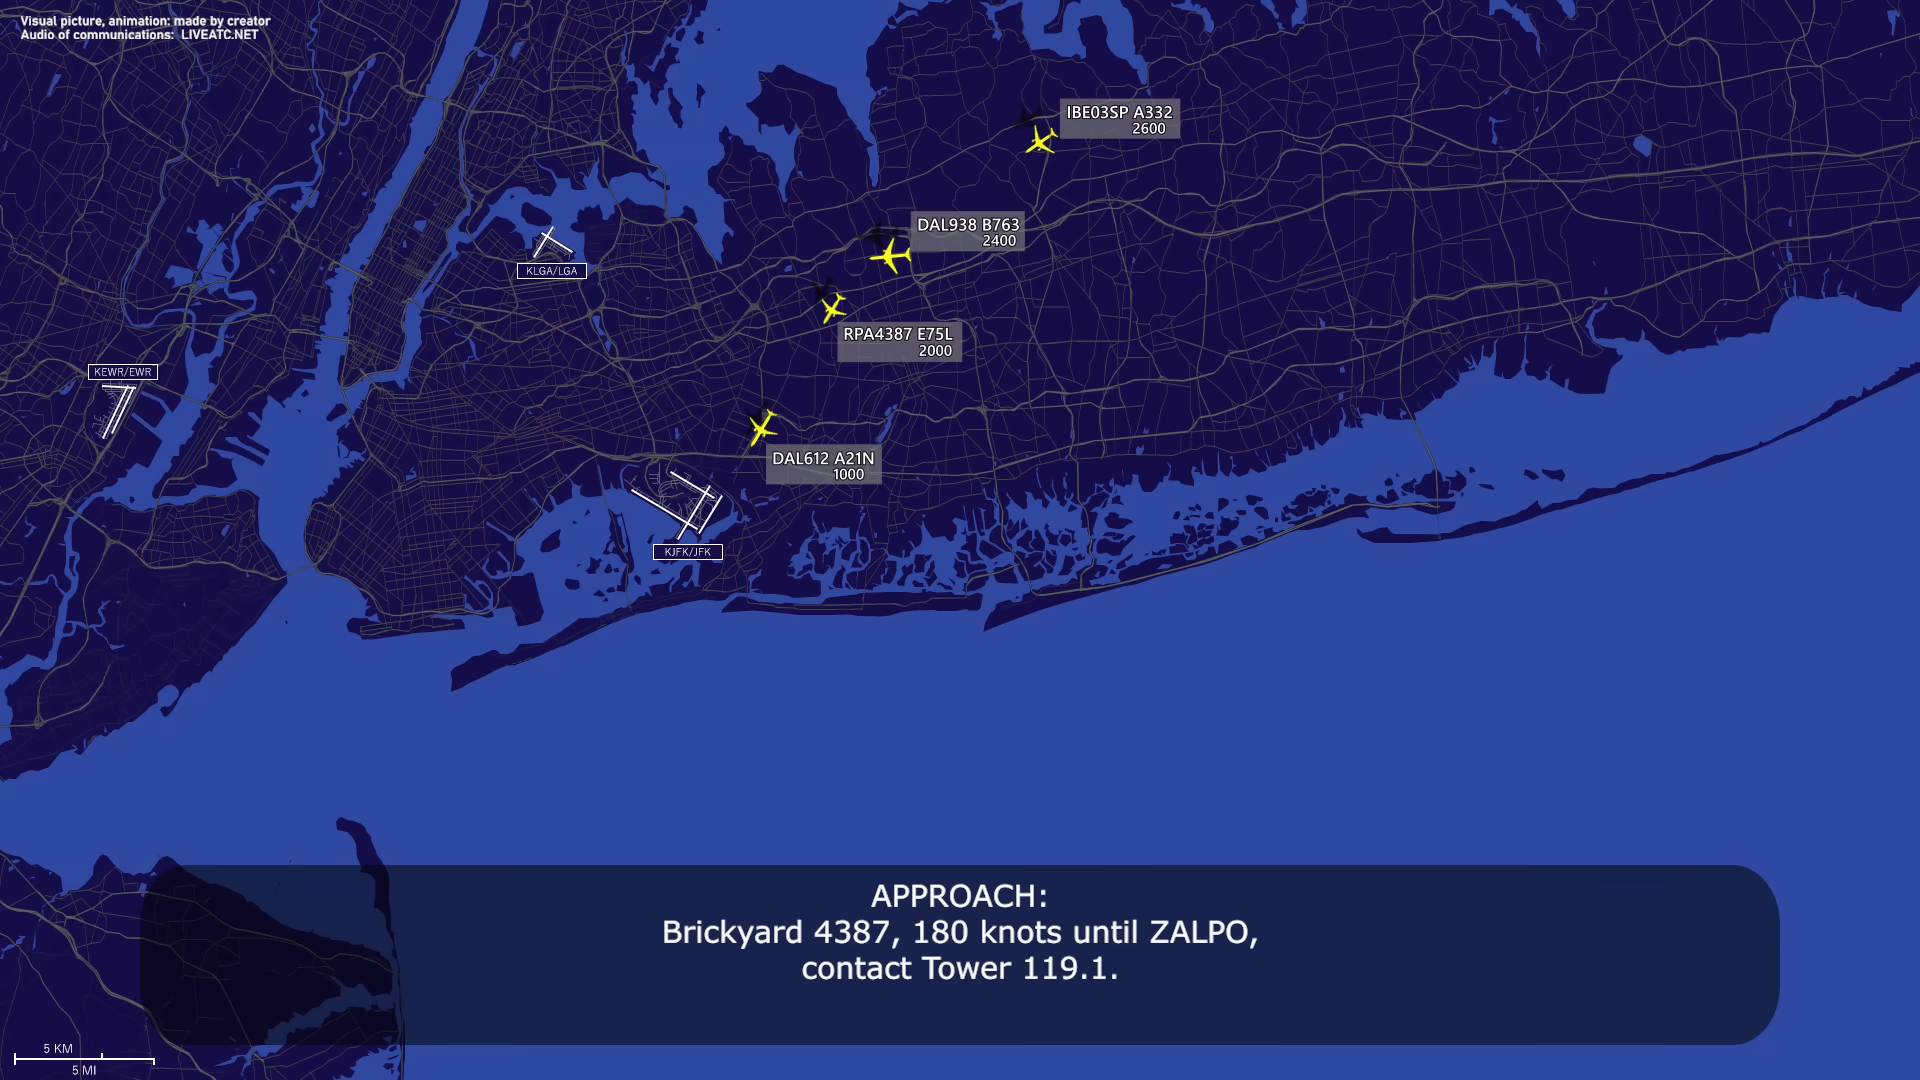 Visual picture, animation: made by creator
Audio of communications: LIVEATC.NET
IBE03SP A332
2600
DAL938 B763
2400
KLGA/LGA
RPA4387 E75L
2000
KEWR/EWR
DAL612 A21N
1000
KJFK/JFK
APPROACH:
Brickyard 4387, 180 knots until ZALPO,
contact Tower 119.1.
5 KM
5 MI